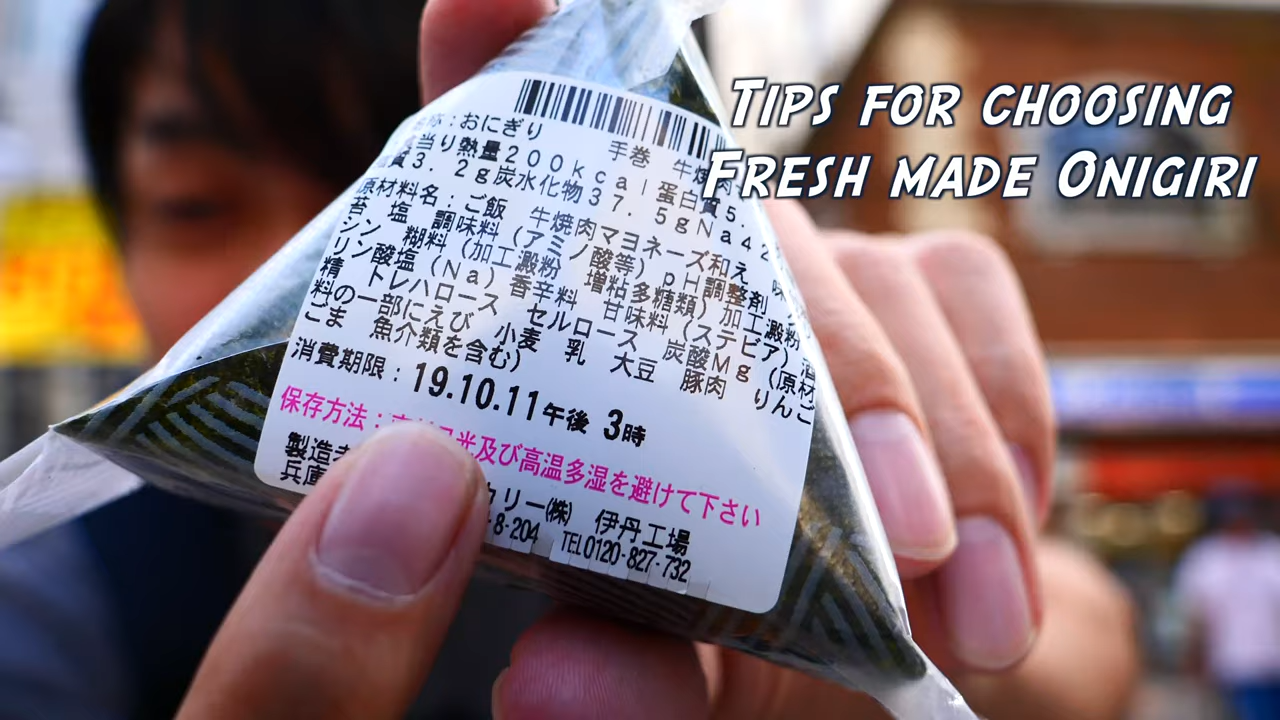 Tips for choosing
Fresh made Onigiri
：おにぎり 手巻 牛焼肉
当り熱量200kcal蛋白質5.
質3.2g炭水化物37.5gNa42
原材料名：ご飯 牛焼肉マヨネーズ和え 味
苔 塩 調味料（アミノ酸等）pH調整剤
シン 糊料（加工澱粉 増粘多糖類）加工澱粉
リン酸塩（Na）香辛料 甘味料（ステビア）酒
精 トレハロース セルロース 炭酸Mg（原材
料の一部にえび 小麦 乳 大豆 豚肉 りんご
ごま 魚介類を含む）
消費期限：19.10.11午後 3時
保存方法：光及び高温多湿を避けて下さい
製造
兵庫 カリー㈱ 伊丹工場
-8-204 TEL0120-827-732